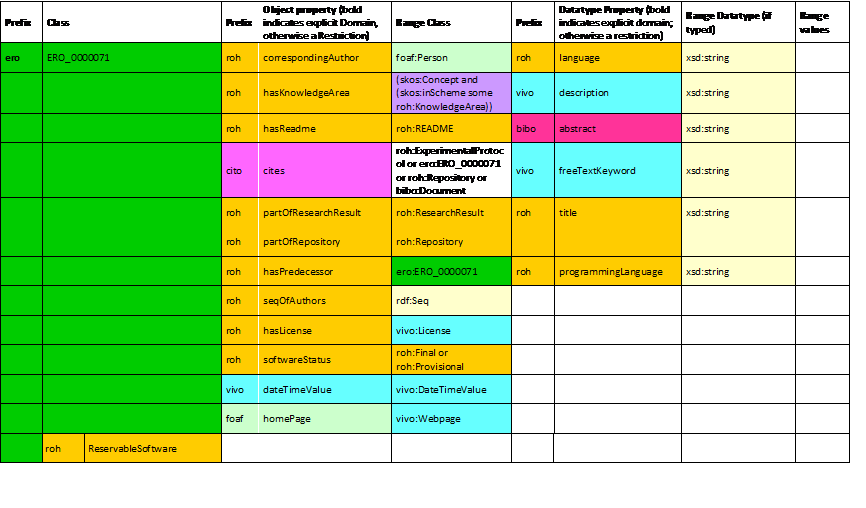 Prefix Class Prefix Object property (bold indicates explicit Domain, otherwise a Restriction) Range Class Prefix Datatype Property (bold indicates explicit domain; otherwise a restriction) Range Datatype (if typed) Range values
ero ERO_0000071 roh correspondingAuthor foaf:Person roh language xsd:string
roh hasKnowledgeArea (skos:Concept and (skos:inScheme some roh:KnowledgeArea)) vivo description xsd:string
roh hasReadme roh:README bibo abstract xsd:string
cito cites roh:ExperimentalProtocol or ero:ERO_0000071 or roh:Repository or bibo:Document vivo freeTextKeyword xsd:string
roh partOfResearchResult roh:ResearchResult roh title xsd:string
roh partOfRepository roh:Repository
roh hasPredecessor ero:ERO_0000071 roh programmingLanguage xsd:string
roh seqOfAuthors rdf:Seq
roh hasLicense vivo:License
roh softwareStatus roh:Final or roh:Provisional
vivo dateTimeValue vivo:DateTimeValue
foaf homePage vivo:Webpage
roh ReservableSoftware